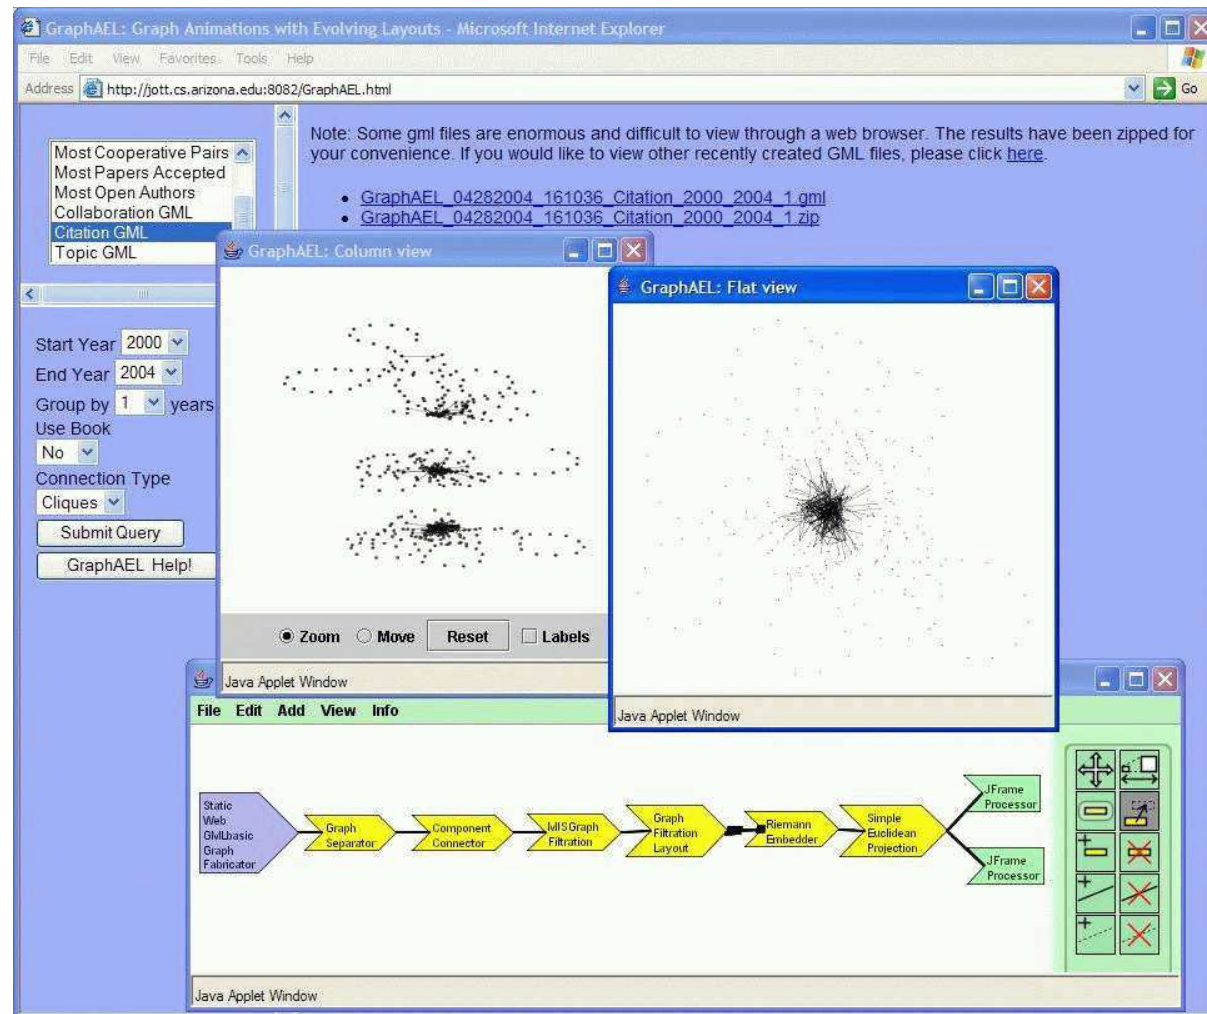 GraphAEL: Graph Animations with Evolving Layouts - Microsoft Internet Explorer
File Edit View Favorites Tools Help
Address http://jott.cs.arizona.edu:8082/GraphAEL.html Go
Most Cooperative Pairs
Most Papers Accepted
Most Open Authors
Collaboration GML
Citation GML
Topic GML
Note: Some gml files are enormous and difficult to view through a web browser. The results have been zipped for
your convenience. If you would like to view other recently created GML files, please click here.
GraphAEL_04282004_161036_Citation_2000_2004_1.gml
GraphAEL_04282004_161036_Citation_2000_2004_1.zip
Start Year 2000
End Year 2004
Group by 1 years
Use Book
No
Connection Type
Cliques
Submit Query
GraphAEL Help!
GraphAEL: Column view
Zoom Move Reset Labels
Java Applet Window
GraphAEL: Flat view
Java Applet Window
File Edit Add View Info
Static
Web
GMLbasic
Graph
Fabricator
Graph
Separator
Component
Connector
MISGraph
Filtration
Graph
Filtration
Layout
Riemann
Embedder
Simple
Euclidean
Projection
JFrame
Processor
JFrame
Processor
Java Applet Window